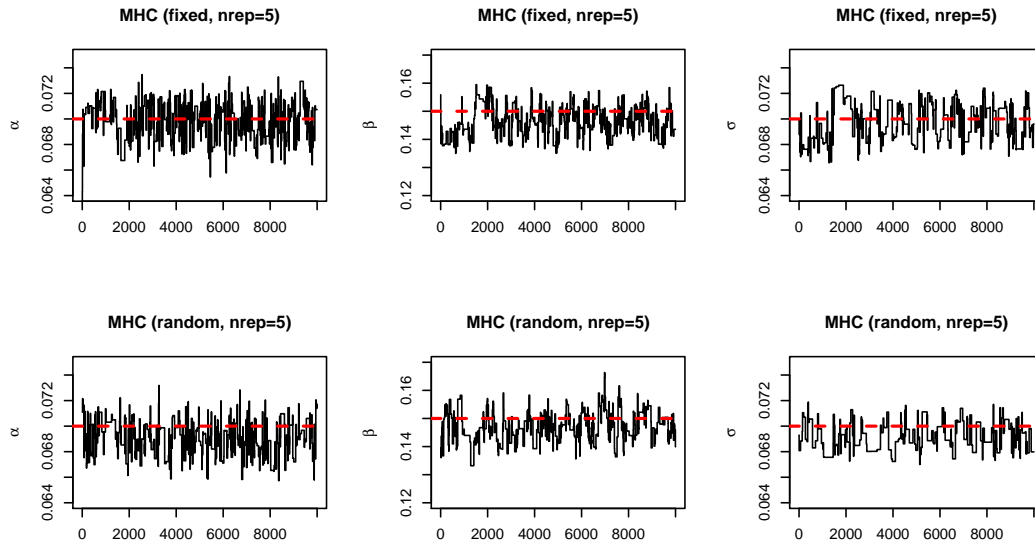 MHC (fixed, nrep=5)
α
0.064 0.068 0.072
0 2000 4000 6000 8000
MHC (fixed, nrep=5)
β
0.12 0.14 0.16
0 2000 4000 6000 8000
MHC (fixed, nrep=5)
σ
0.064 0.068 0.072
0 2000 4000 6000 8000
MHC (random, nrep=5)
α
0.064 0.068 0.072
0 2000 4000 6000 8000
MHC (random, nrep=5)
β
0.12 0.14 0.16
0 2000 4000 6000 8000
MHC (random, nrep=5)
σ
0.064 0.068 0.072
0 2000 4000 6000 8000